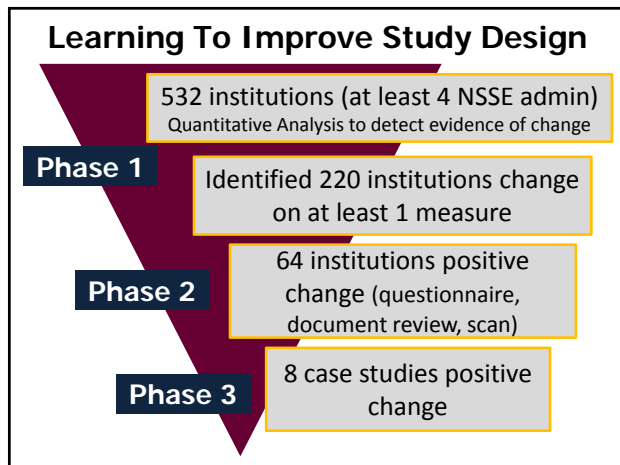 Learning To Improve Study Design
532 institutions (at least 4 NSSE admin)
Quantitative Analysis to detect evidence of change
Phase 1
Identified 220 institutions change
on at least 1 measure
64 institutions positive
change (questionnaire,
document review, scan)
Phase 2
8 case studies positive
change
Phase 3